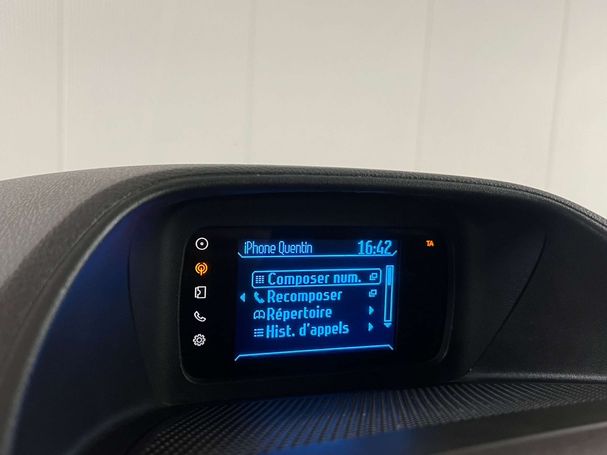 iPhone Quentin 16:42 TA
Composer num.
Recomposer
Répertoire
Hist. d'appels